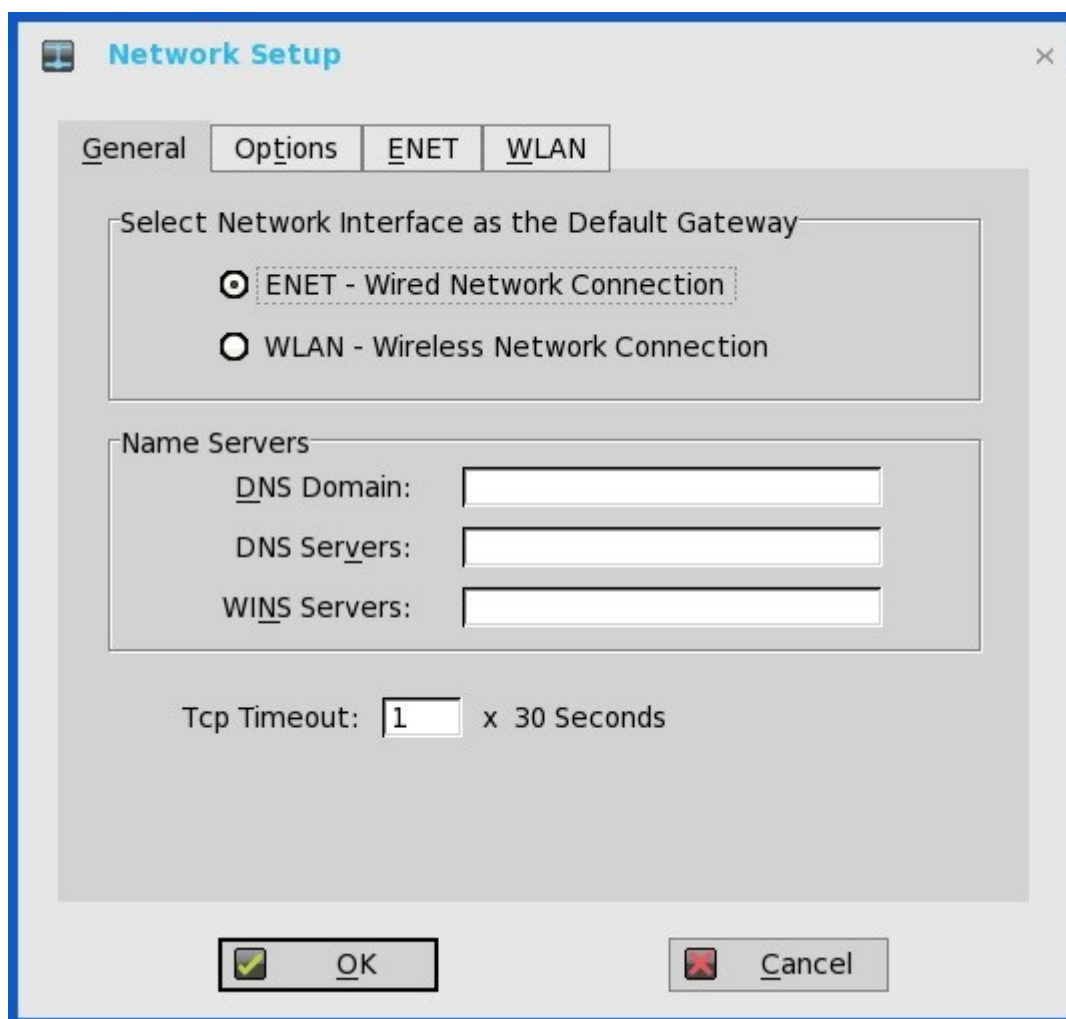 Network Setup
General Options ENET WLAN
Select Network Interface as the Default Gateway
ENET - Wired Network Connection
WLAN - Wireless Network Connection
Name Servers
DNS Domain:
DNS Servers:
WINS Servers:
Tcp Timeout: 1 x 30 Seconds
OK Cancel